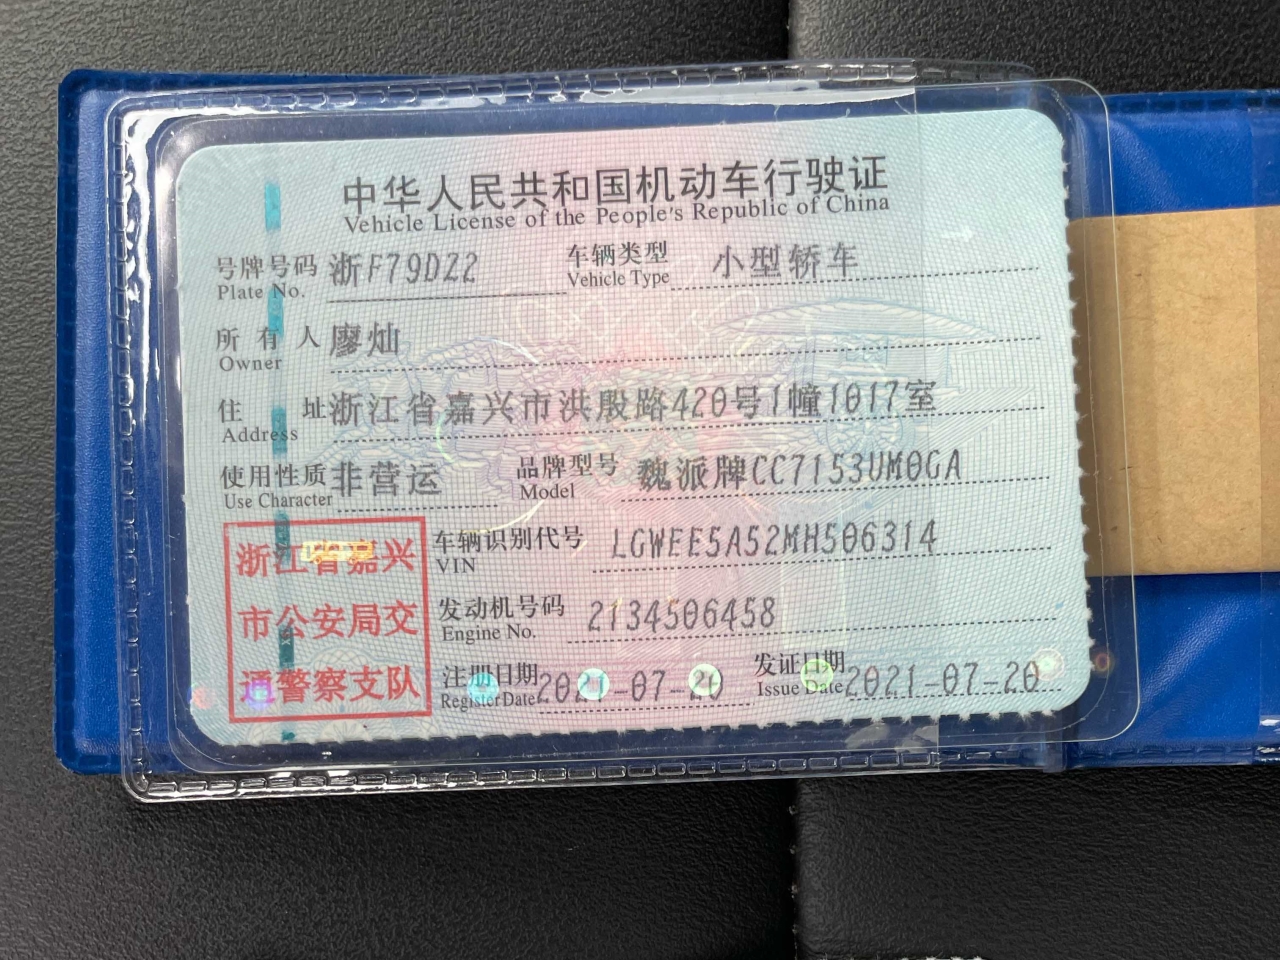 中华人民共和国机动车行驶证
Vehicle License of the People's Republic of China
号牌号码 浙F79DZ2 车辆类型 小型轿车
Plate No. Vehicle Type
所有人 廖灿
Owner
住址 浙江省嘉兴市洪殷路420号1幢1017室
Address
使用性质 非营运 品牌型号 魏派牌CC7153UM0GA
Use Character Model
浙江省嘉兴
市公安局交
通警察支队
车辆识别代号 LGWEE5A52MH506314
VIN
发动机号码 2134506458
Engine No.
注册日期 2021-07-20 发证日期 2021-07-20
Register Date Issue Date